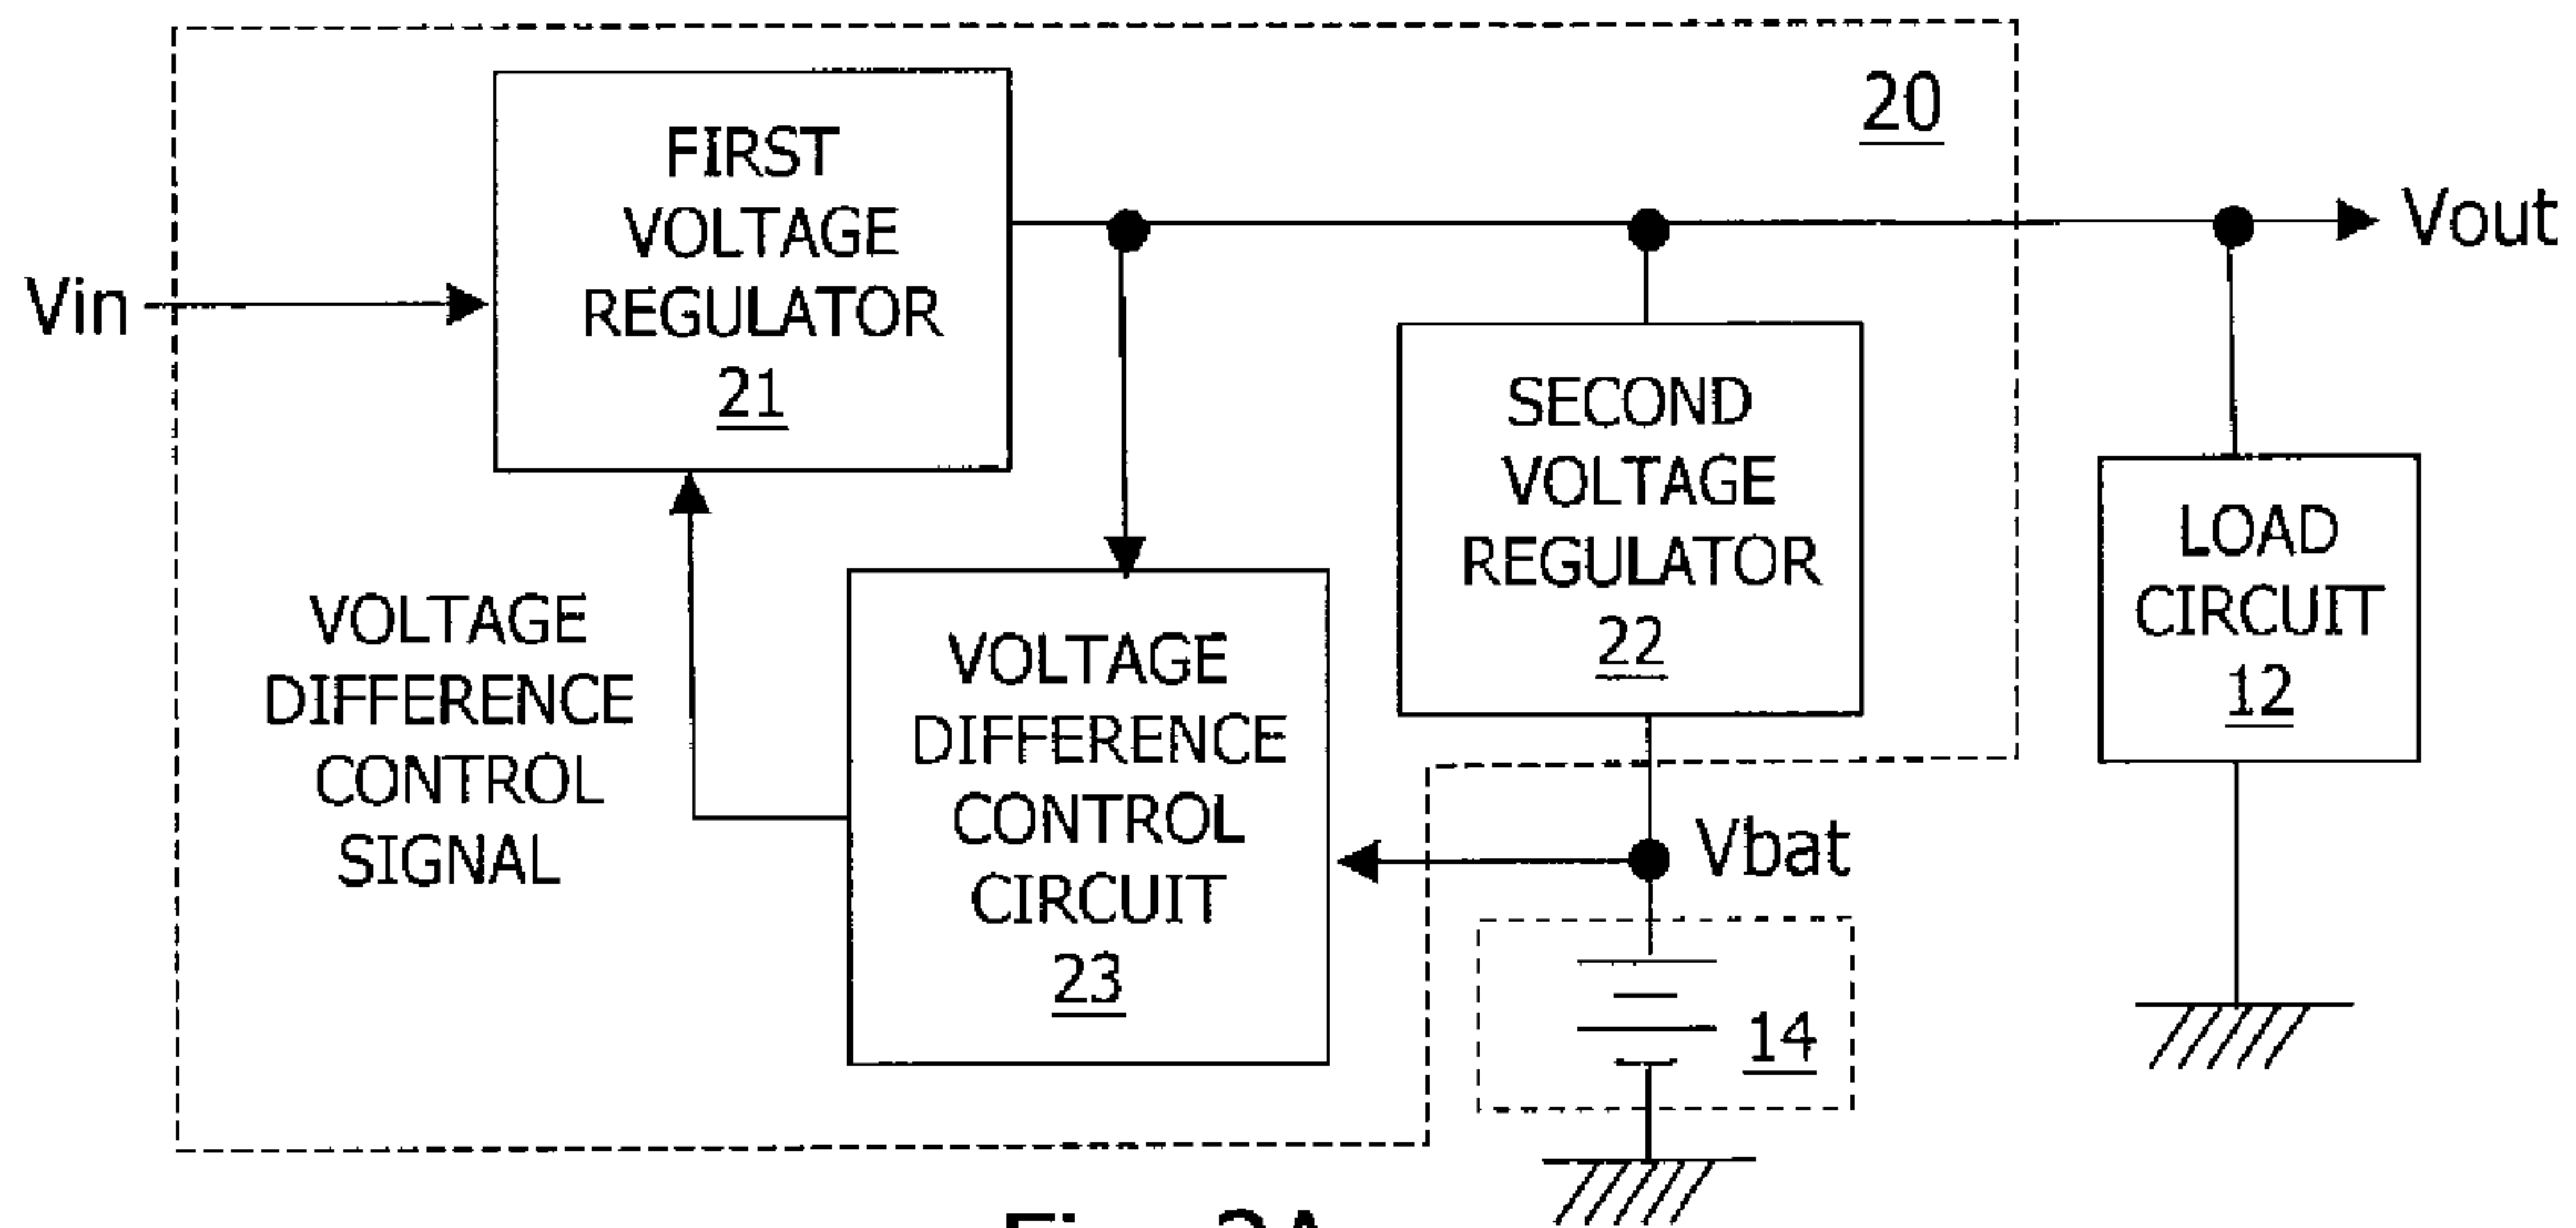 20
FIRST
VOLTAGE
REGULATOR
21
Vin
Vout
SECOND
VOLTAGE
REGULATOR
22
LOAD
CIRCUIT
12
VOLTAGE
DIFFERENCE
CONTROL
SIGNAL
VOLTAGE
DIFFERENCE
CONTROL
CIRCUIT
23
Vbat
14